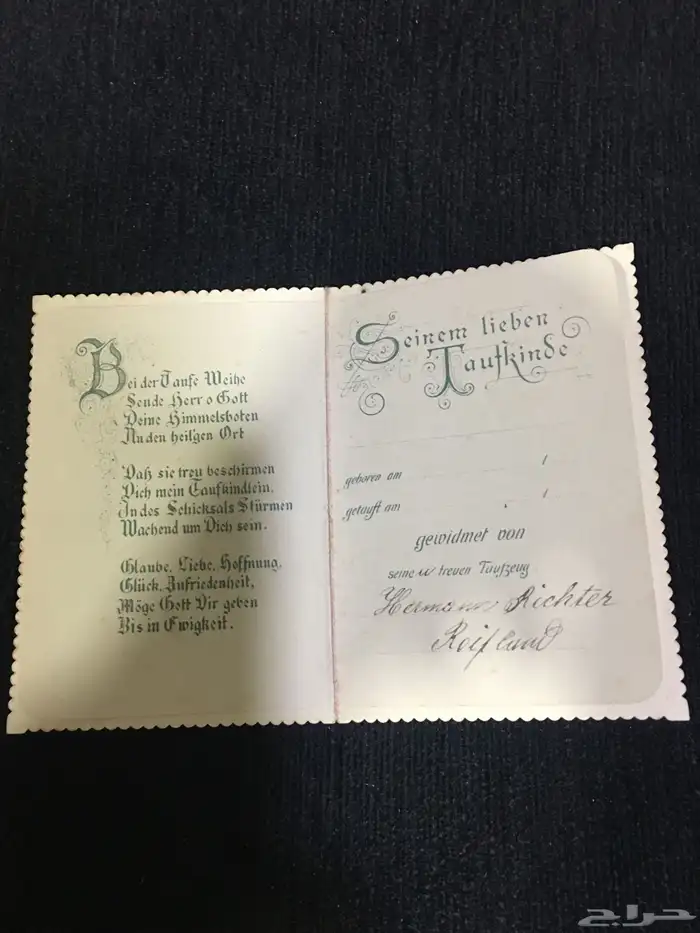 Bei der Taufe Weihe
Sende Herr o Gott
Deine Himmelsboten
An den heil'gen Ort
Daß sie treu beschirmen
Dich mein Taufkindlein,
In des Schicksals Stürmen
Wachend um Dich sein.
Glaube, Liebe, Hoffnung,
Glück, Zufriedenheit,
Möge Gott Dir geben
Bis in Ewigkeit.
Seinem lieben
Taufkinde
geboren am
getauft am
gewidmet von
seinem treuen Taufzeug
Hermann Richter
Reifland
حراج